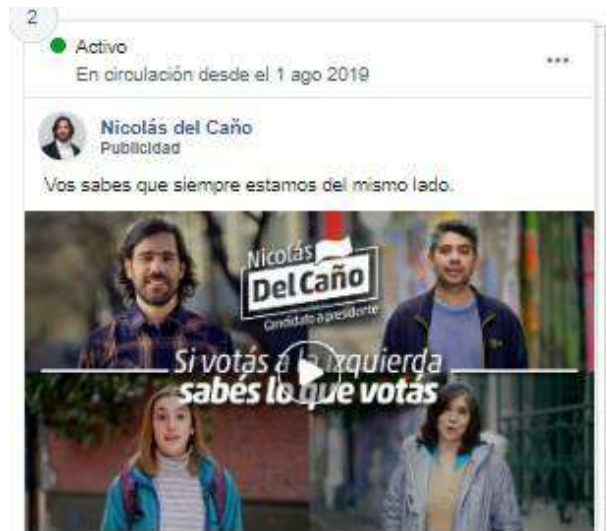 2
Activo
En circulación desde el 1 ago 2019
Nicolás del Caño
Publicidad
Vos sabes que siempre estamos del mismo lado.
Nicolás
Del Caño
Candidato a presidente
Si votás a la izquierda
sabés lo que votás